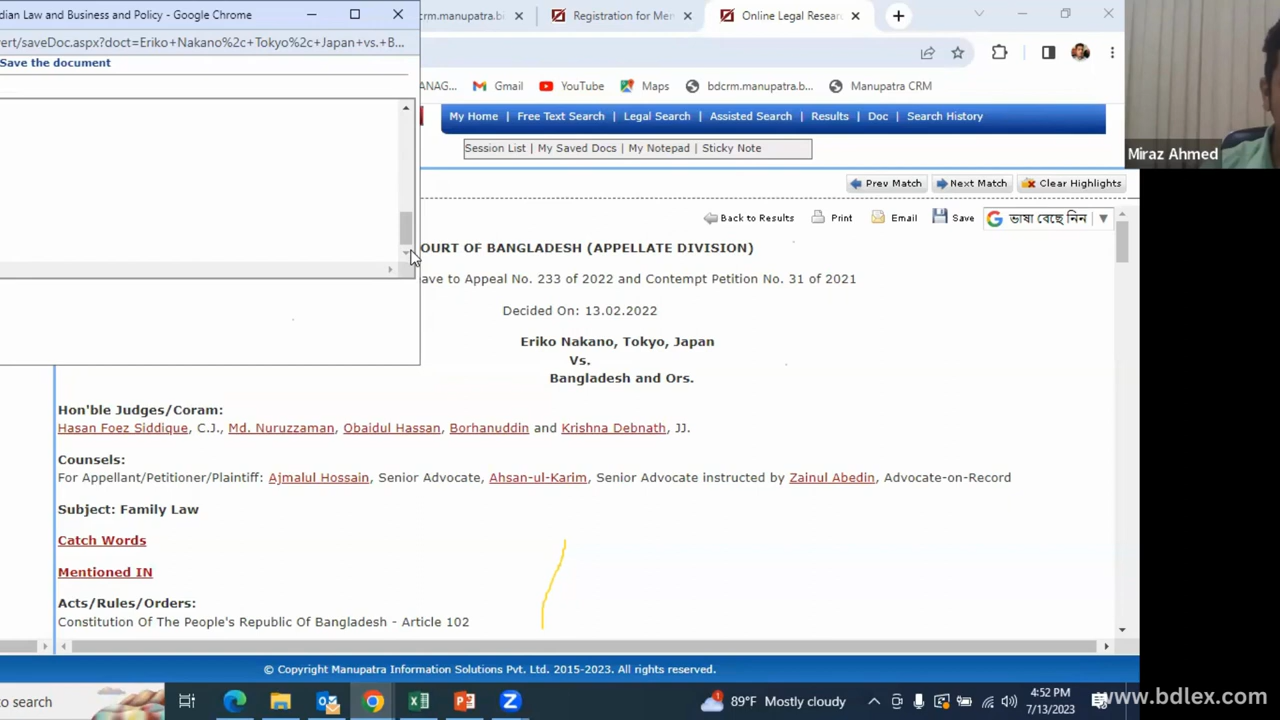 dian Law and Business and Policy - Google Chrome
ert/saveDoc.aspx?doct=Eriko+Nakano%2c+Tokyo%2c+Japan+vs.+B...
Save the document
dcrm.manupatra.b
Registration for Mem
Online Legal Resear
ANAG...
Gmail
YouTube
Maps
bdcrm.manupatra.b...
Manupatra CRM
My Home | Free Text Search | Legal Search | Assisted Search | Results | Doc | Search History
Session List | My Saved Docs | My Notepad | Sticky Note
Miraz Ahmed
Prev Match
Next Match
Clear Highlights
Back to Results
Print
Email
Save
G ভাষা বেছে নিন ▼
OURT OF BANGLADESH (APPELLATE DIVISION)
ave to Appeal No. 233 of 2022 and Contempt Petition No. 31 of 2021
Decided On: 13.02.2022
Eriko Nakano, Tokyo, Japan
Vs.
Bangladesh and Ors.
Hon'ble Judges/Coram:
Hasan Foez Siddique, C.J., Md. Nuruzzaman, Obaidul Hassan, Borhanuddin and Krishna Debnath, JJ.
Counsels:
For Appellant/Petitioner/Plaintiff: Ajmalul Hossain, Senior Advocate, Ahsan-ul-Karim, Senior Advocate instructed by Zainul Abedin, Advocate-on-Record
Subject: Family Law
Catch Words
Mentioned IN
Acts/Rules/Orders:
Constitution Of The People's Republic Of Bangladesh - Article 102
© Copyright Manupatra Information Solutions Pvt. Ltd. 2015-2023. All rights reserved.
to search
89°F Mostly cloudy
4:52 PM
7/13/2023
www.bdlex.com